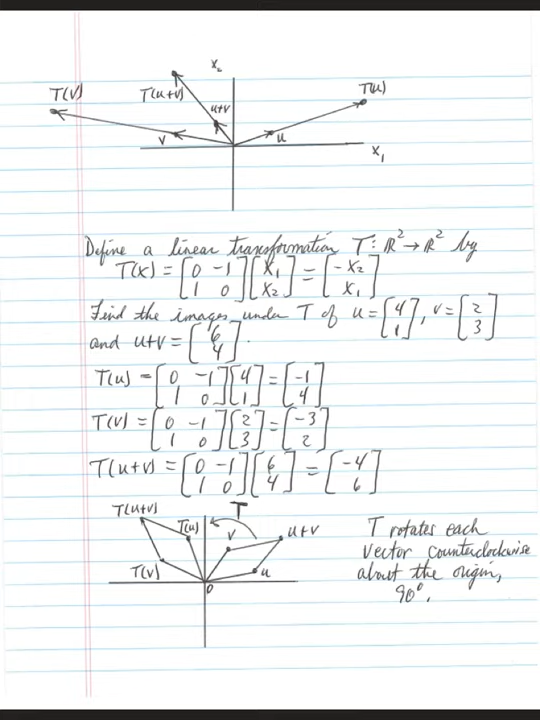 x₂
T(v)
T(u+v)
T(u)
u+v
v
u
x₁
Define a linear transformation T: ℝ² → ℝ² by
T(x) = [0 -1; 1 0][x₁; x₂] = [-x₂; x₁]
Find the images under T of u = [4; 1], v = [2; 3]
and u+v = [6; 4].
T(u) = [0 -1; 1 0][4; 1] = [-1; 4]
T(v) = [0 -1; 1 0][2; 3] = [-3; 2]
T(u+v) = [0 -1; 1 0][6; 4] = [-4; 6]
T(u+v)
T
T(u)
v
u+v
T(v)
u
0
T rotates each
vector counterclockwise
about the origin,
90°.